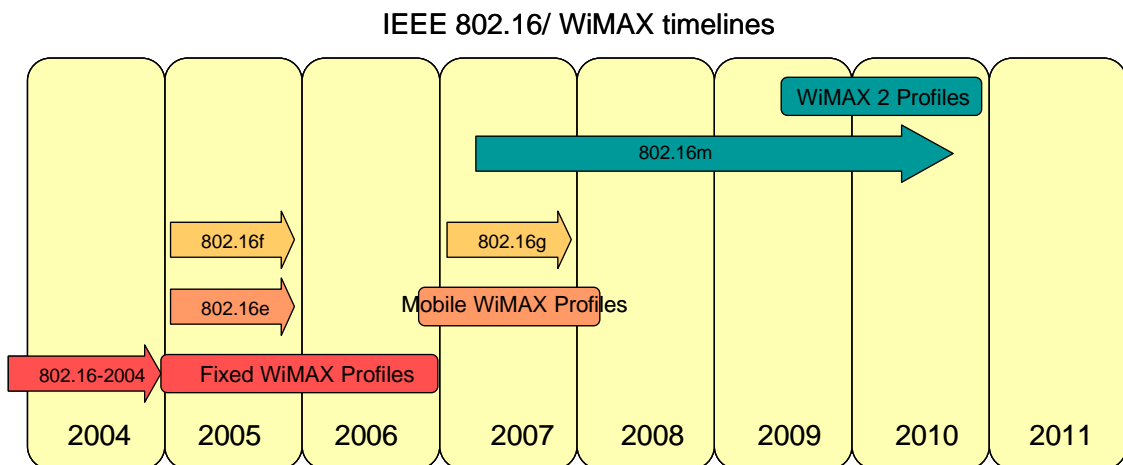 IEEE 802.16/ WiMAX timelines
WiMAX 2 Profiles
802.16m
802.16f
802.16g
802.16e
Mobile WiMAX Profiles
802.16-2004
Fixed WiMAX Profiles
2004
2005
2006
2007
2008
2009
2010
2011